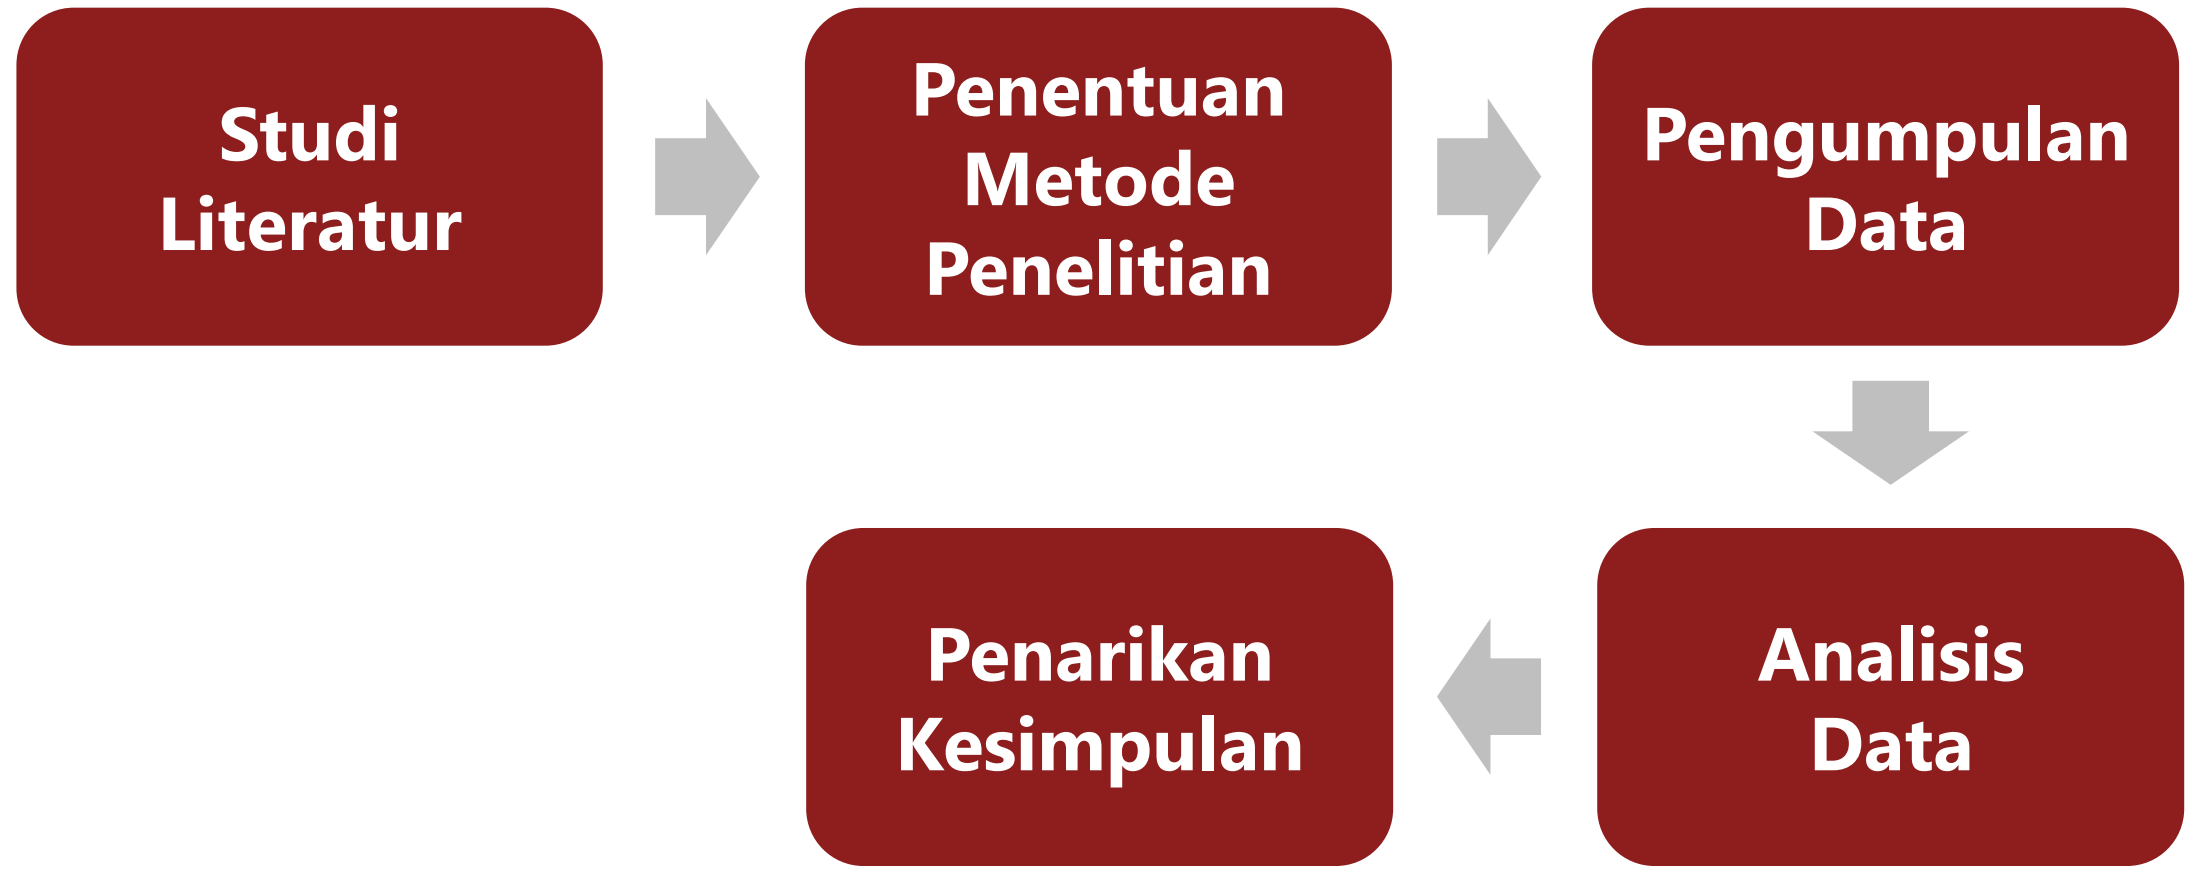 Studi
Literatur
Penentuan
Metode
Penelitian
Pengumpulan
Data
Analisis
Data
Penarikan
Kesimpulan